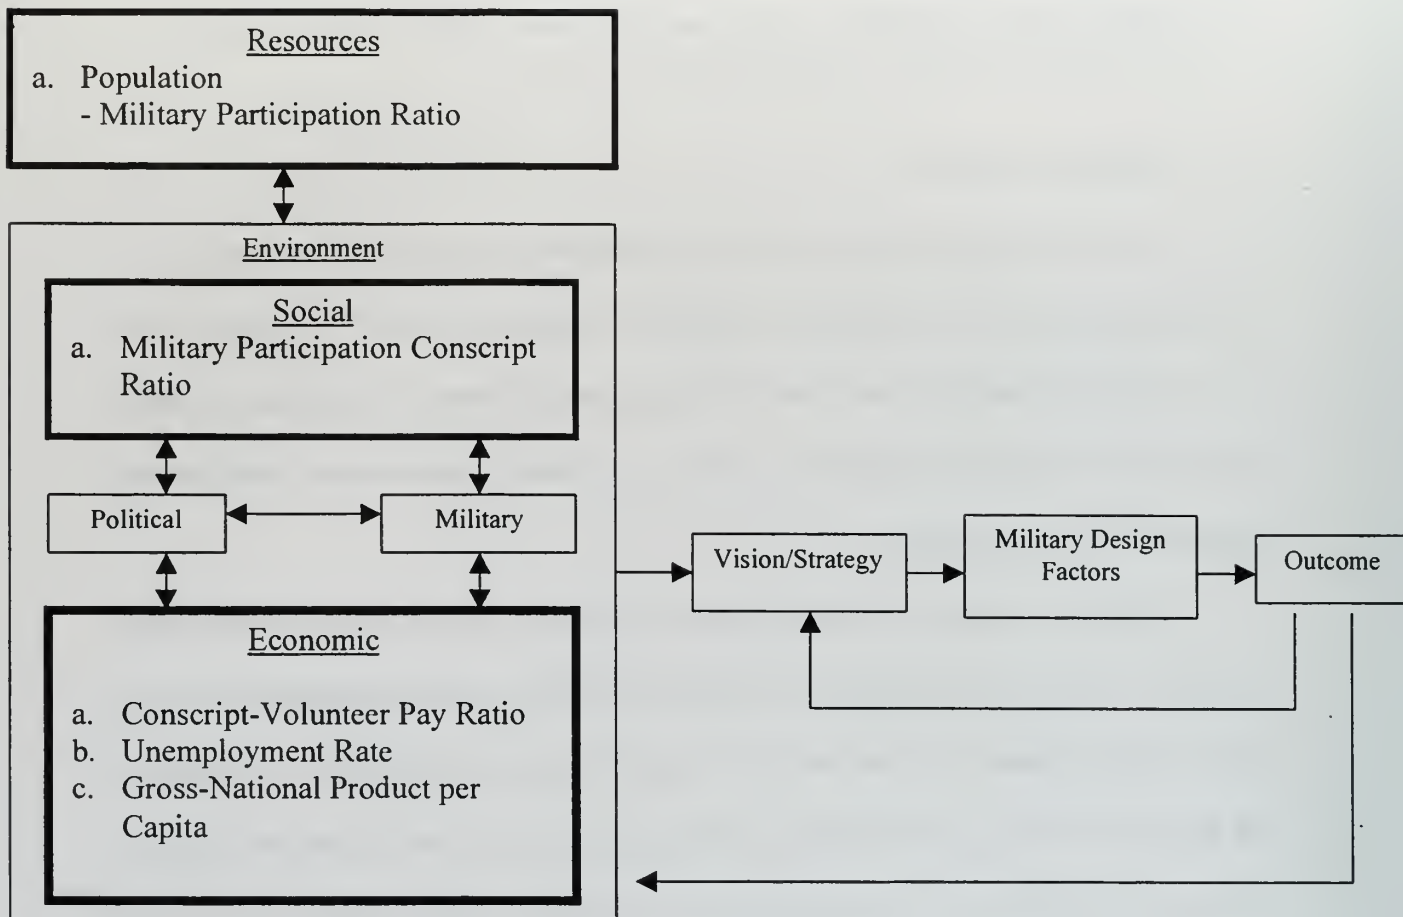 Resources
a. Population
- Military Participation Ratio
Environment
Social
a. Military Participation Conscript
Ratio
Political
Military
Economic
a. Conscript-Volunteer Pay Ratio
b. Unemployment Rate
c. Gross-National Product per
Capita
Vision/Strategy
Military Design
Factors
Outcome